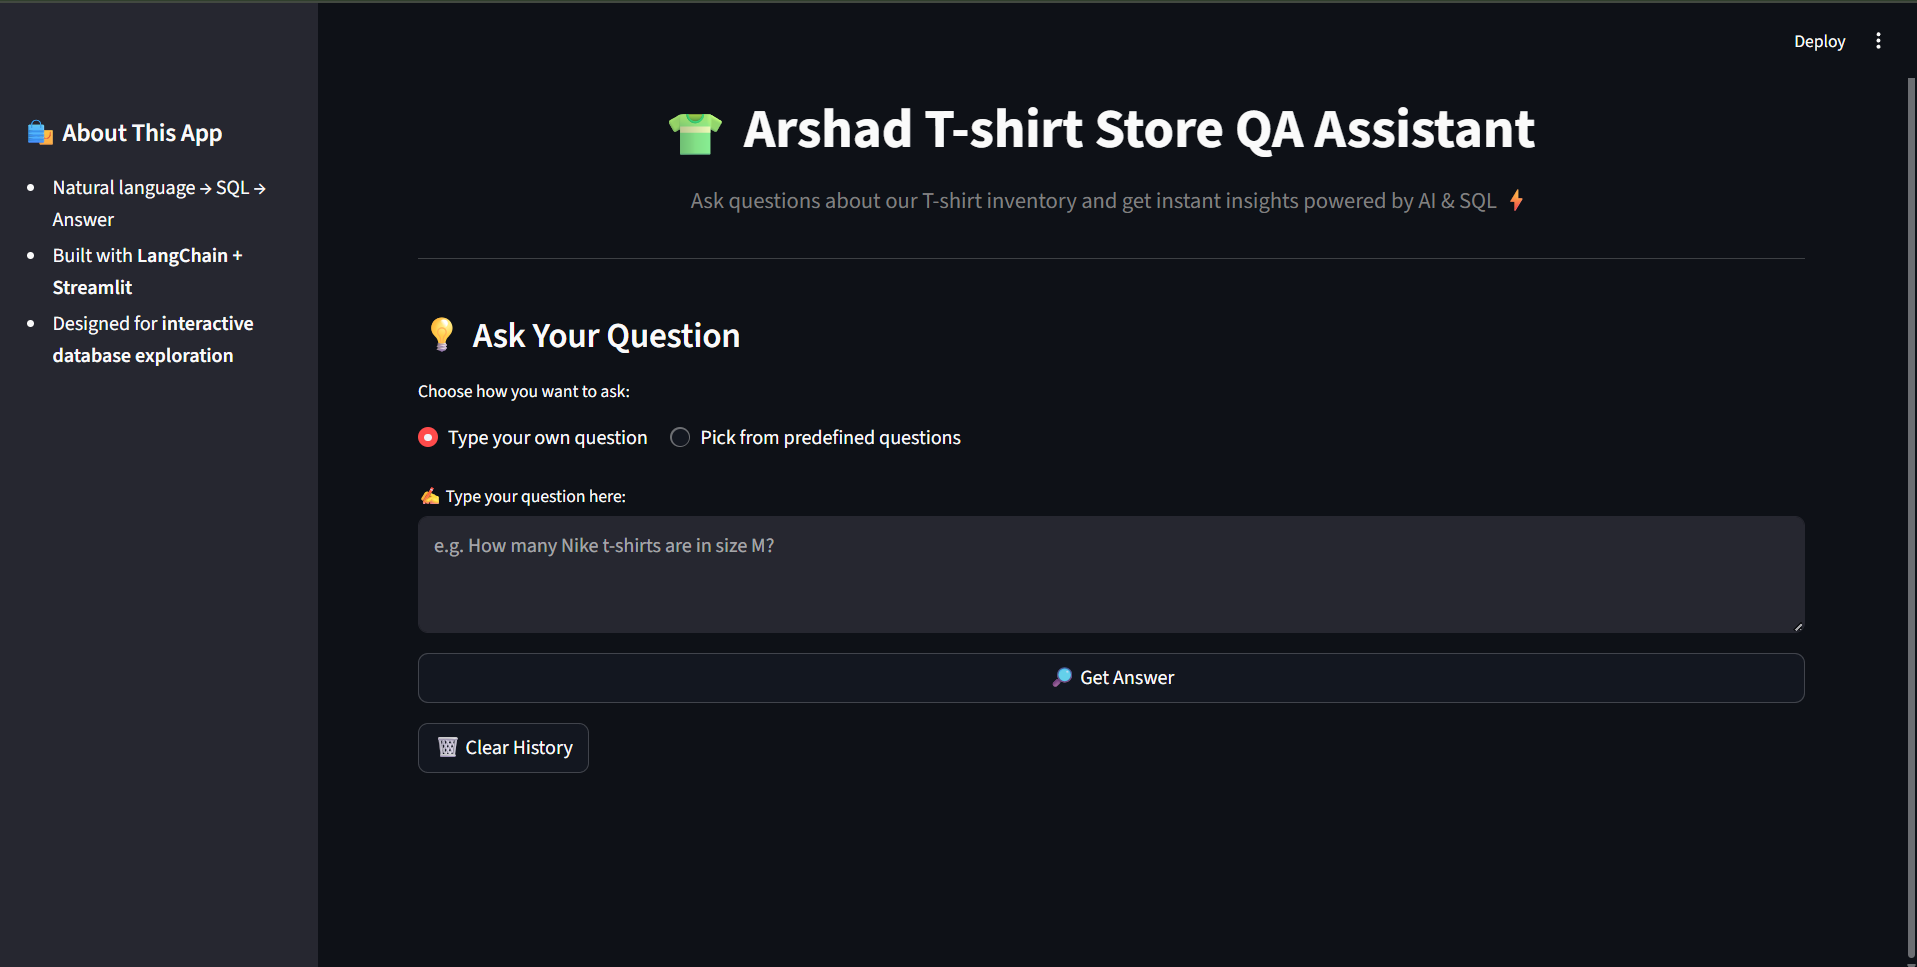 Deploy
About This App
Natural language → SQL →
Answer
Built with LangChain +
Streamlit
Designed for interactive
database exploration
Arshad T-shirt Store QA Assistant
Ask questions about our T-shirt inventory and get instant insights powered by AI & SQL
Ask Your Question
Choose how you want to ask:
Type your own question Pick from predefined questions
Type your question here:
e.g. How many Nike t-shirts are in size M?
Get Answer
Clear History